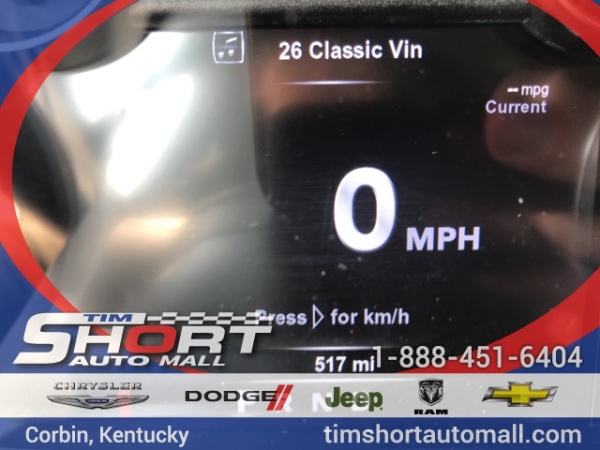 26 Classic Vin
-- mpg
Current
0 MPH
Press ▷ for km/h
TIM
SHORT
AUTO MALL
517 mi
1-888-451-6404
CHRYSLER
DODGE
Jeep
RAM
Corbin, Kentucky
timshortautomall.com